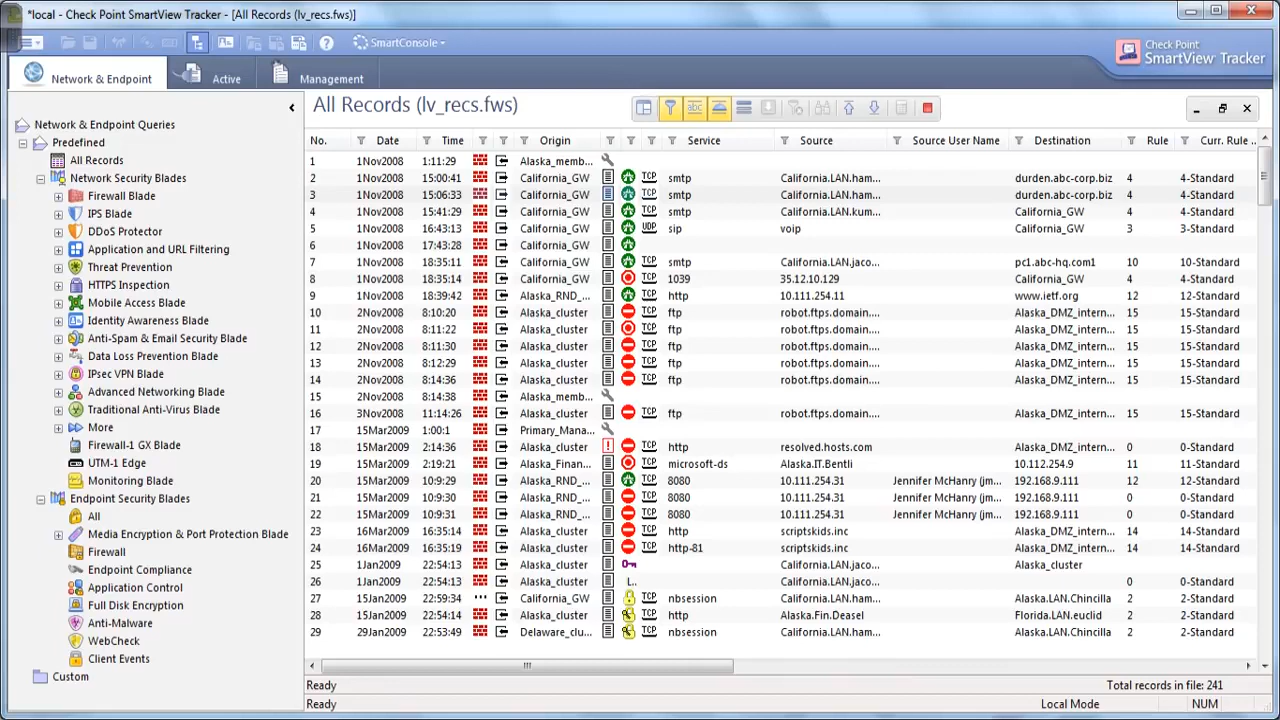 *local - Check Point SmartView Tracker - [All Records (lv_recs.fws)]
SmartConsole
Check Point
SmartView Tracker
Network & Endpoint Active Management
All Records (lv_recs.fws)
Network & Endpoint Queries
Predefined
All Records
Network Security Blades
Firewall Blade
IPS Blade
DDoS Protector
Application and URL Filtering
Threat Prevention
HTTPS Inspection
Mobile Access Blade
Identity Awareness Blade
Anti-Spam & Email Security Blade
Data Loss Prevention Blade
IPsec VPN Blade
Advanced Networking Blade
Traditional Anti-Virus Blade
More
Firewall-1 GX Blade
UTM-1 Edge
Monitoring Blade
Endpoint Security Blades
All
Media Encryption & Port Protection Blade
Firewall
Endpoint Compliance
Application Control
Full Disk Encryption
Anti-Malware
WebCheck
Client Events
Custom
No. Date Time Origin Service Source Source User Name Destination Rule Curr. Rule ...
1 1Nov2008 1:11:29 Alaska_memb...
2 1Nov2008 15:00:41 California_GW TCP smtp California.LAN.ham... durden.abc-corp.biz 4 4-Standard
3 1Nov2008 15:06:33 California_GW TCP smtp California.LAN.ham... durden.abc-corp.biz 4 4-Standard
4 1Nov2008 15:41:29 California_GW TCP smtp California.LAN.kum... California_GW 4 4-Standard
5 1Nov2008 16:43:13 California_GW UDP sip voip California_GW 3 3-Standard
6 1Nov2008 17:43:28 California_GW
7 1Nov2008 18:35:11 California_GW TCP smtp California.LAN.jaco... pc1.abc-hq.com1 10 10-Standard
8 1Nov2008 18:35:14 California_GW TCP 1039 35.12.10.129 California_GW 8 8-Standard
9 1Nov2008 18:39:42 Alaska_RND_... TCP http 10.111.254.11 www.ietf.org 12 12-Standard
10 2Nov2008 8:10:20 Alaska_cluster TCP ftp robot.ftps.domain.... Alaska_DMZ_intern... 15 15-Standard
11 2Nov2008 8:11:22 Alaska_cluster TCP ftp robot.ftps.domain.... Alaska_DMZ_intern... 15 15-Standard
12 2Nov2008 8:11:30 Alaska_cluster TCP ftp robot.ftps.domain.... Alaska_DMZ_intern... 15 15-Standard
13 2Nov2008 8:12:29 Alaska_cluster TCP ftp robot.ftps.domain.... Alaska_DMZ_intern... 15 15-Standard
14 2Nov2008 8:14:36 Alaska_cluster TCP ftp robot.ftps.domain.... Alaska_DMZ_intern... 15 15-Standard
15 2Nov2008 8:14:38 Alaska_memb...
16 3Nov2008 11:14:26 Alaska_cluster TCP ftp robot.ftps.domain.... Alaska_DMZ_intern... 15 15-Standard
17 15Mar2009 1:00:1 Primary_Mana...
18 15Mar2009 2:14:36 Alaska_cluster TCP http resolved.hosts.com Alaska_DMZ_intern... 0 0-Standard
19 15Mar2009 2:19:21 Alaska_Finan... TCP microsoft-ds Alaska.IT.Bentli 10.112.254.9 11 11-Standard
20 15Mar2009 10:9:29 Alaska_RND_... TCP 8080 10.111.254.31 Jennifer McHanry (jm... 192.168.9.111 12 12-Standard
21 15Mar2009 10:9:30 Alaska_RND_... TCP 8080 10.111.254.31 Jennifer McHanry (jm... 192.168.9.111 0 0-Standard
22 15Mar2009 10:9:31 Alaska_RND_... TCP 8080 10.111.254.31 Jennifer McHanry (jm... 192.168.9.111 0 0-Standard
23 16Mar2009 16:35:14 Alaska_cluster TCP http scriptskids.inc Alaska_DMZ_intern... 14 14-Standard
24 16Mar2009 16:35:19 Alaska_cluster TCP http-81 scriptskids.inc Alaska_DMZ_intern... 14 14-Standard
25 1Jan2009 22:54:13 Alaska_cluster California.LAN.jaco... Alaska_cluster
26 1Jan2009 22:54:13 Alaska_cluster L.. California.LAN.jaco... 0 0-Standard
27 15Jan2009 22:59:34 ... California_GW TCP nbsession California.LAN.ham... Alaska.LAN.Chincilla 2 2-Standard
28 15Jan2009 22:54:14 Alaska_cluster TCP http Alaska.Fin.Deasel Florida.LAN.euclid 2 2-Standard
29 29Jan2009 22:53:49 Delaware_clu... TCP nbsession California.LAN.ham... Alaska.LAN.Chincilla 2 2-Standard
Ready Total records in file: 241
Ready Local Mode NUM